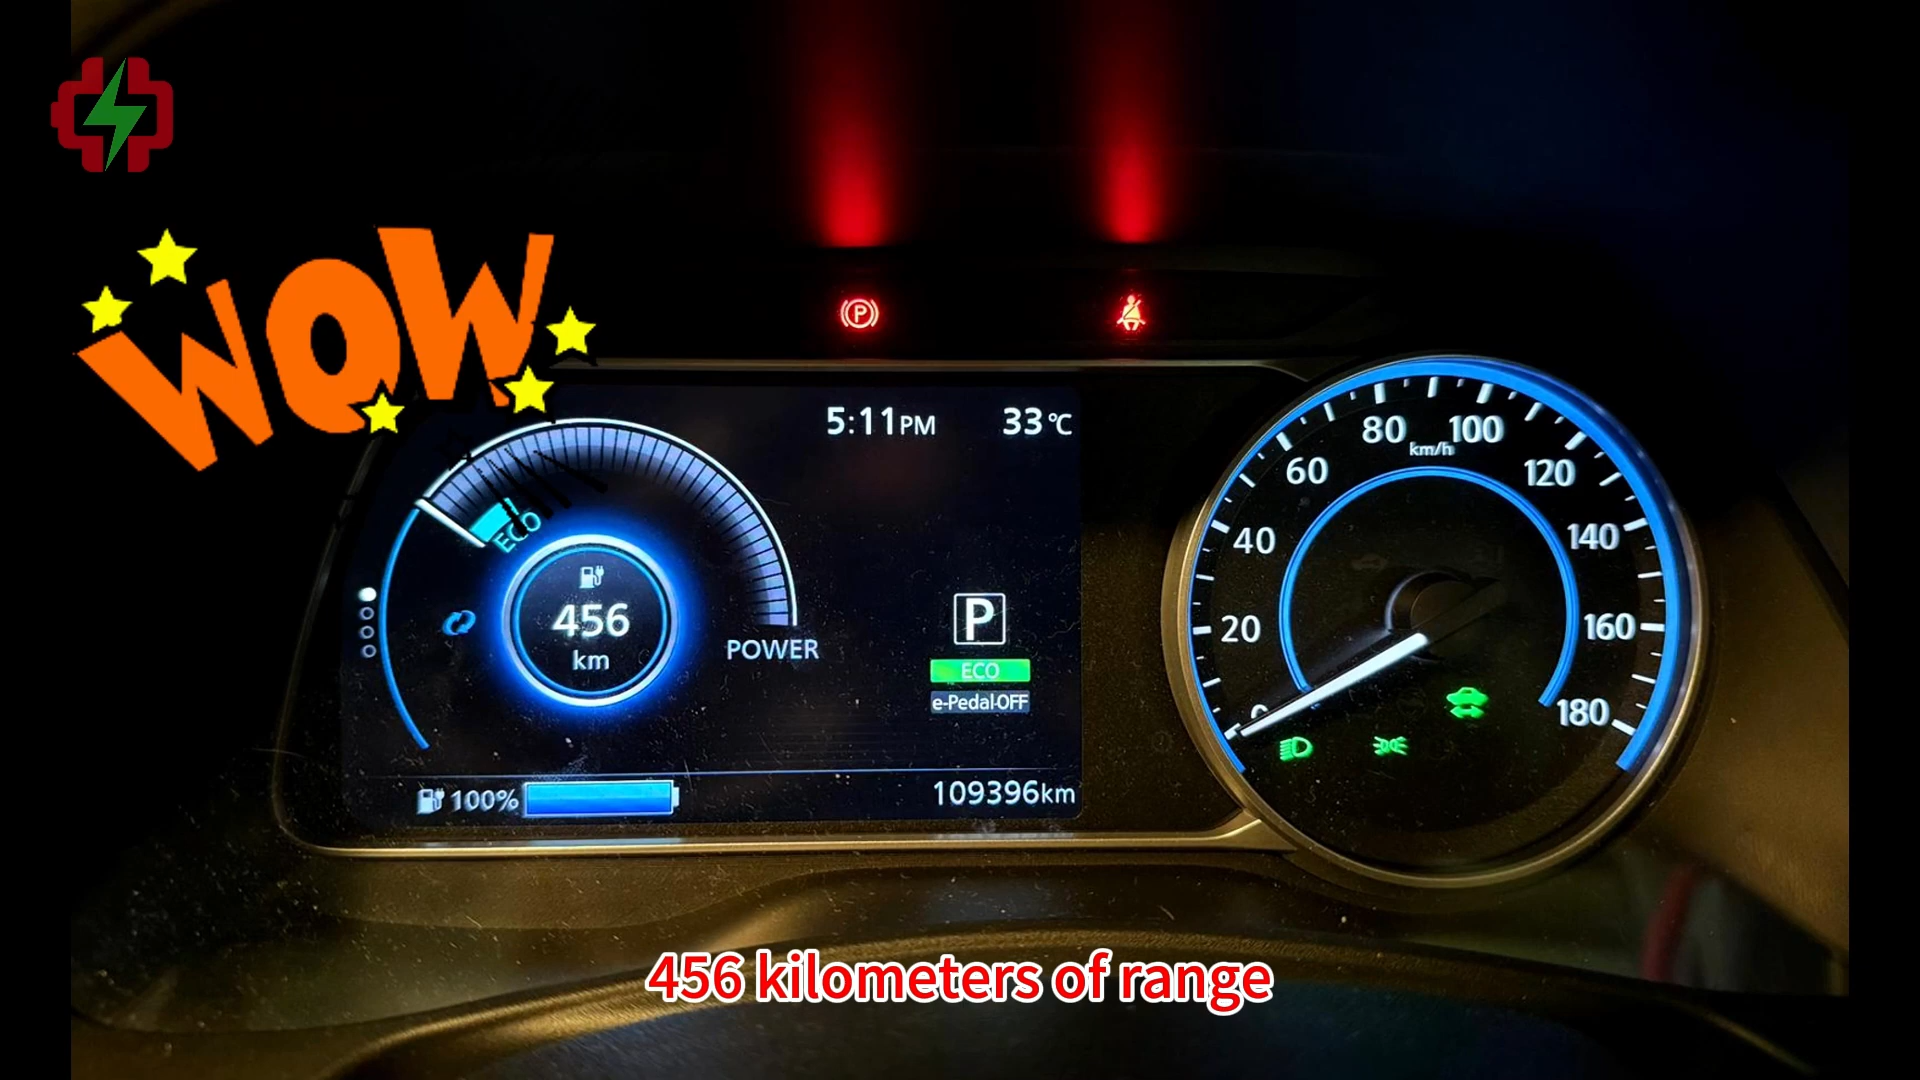 WOW
P
5:11PM 33°C
ECO
456
km
POWER
P
ECO
e-Pedal-OFF
100%
109396km
0
20
40
60
80
100
120
140
160
180
km/h
456 kilometers of range